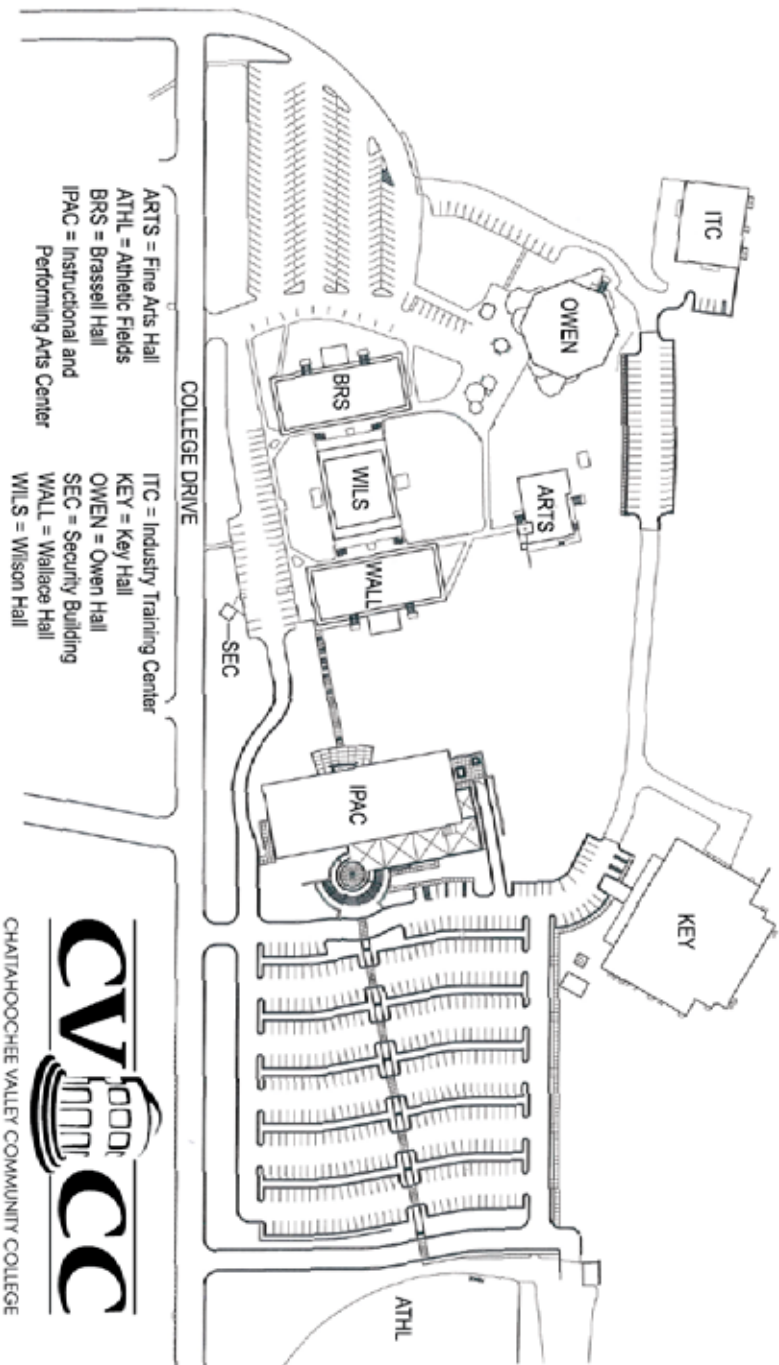 ITC
OWEN
KEY
ARTS
BRS
WILS
WALL
IPAC
ATHL
SEC
COLLEGE DRIVE
ARTS = Fine Arts Hall
ATHL = Athletic Fields
BRS = Brassell Hall
IPAC = Instructional and
Performing Arts Center
ITC = Industry Training Center
KEY = Key Hall
OWEN = Owen Hall
SEC = Security Building
WALL = Wallace Hall
WILS = Wilson Hall
CV CC
CHATTAHOOCHEE VALLEY COMMUNITY COLLEGE